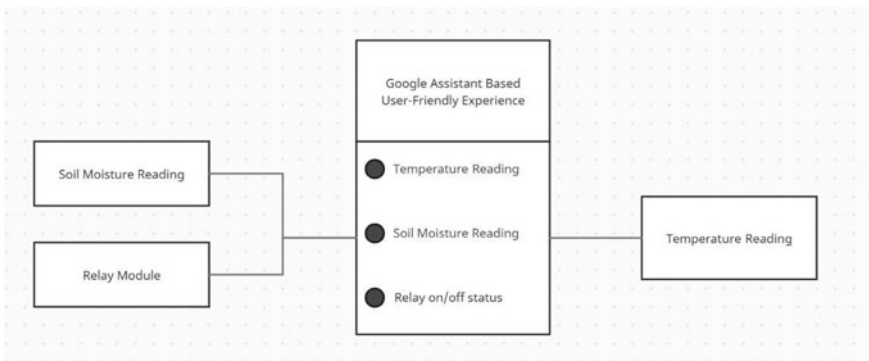 Google Assistant Based
User-Friendly Experience
Soil Moisture Reading
Relay Module
Temperature Reading
Soil Moisture Reading
Relay on/off status
Temperature Reading